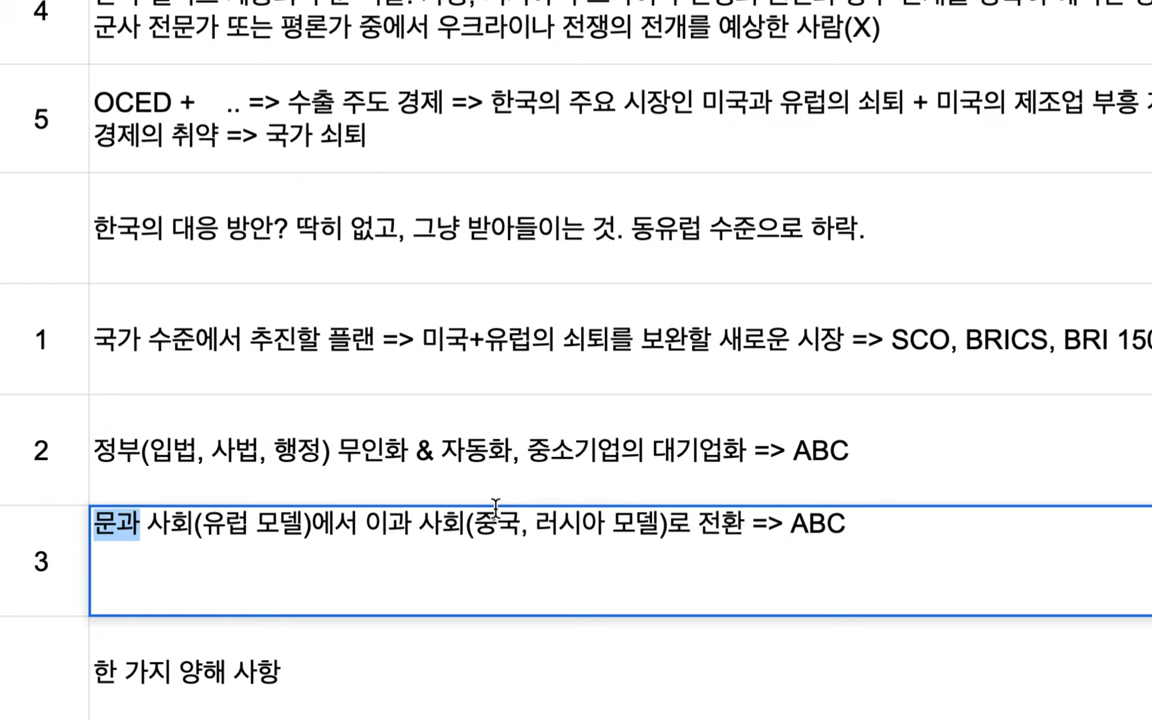 4
군사 전문가 또는 평론가 중에서 우크라이나 전쟁의 전개를 예상한 사람(X)
5
OCED + .. => 수출 주도 경제 => 한국의 주요 시장인 미국과 유럽의 쇠퇴 + 미국의 제조업 부흥
경제의 취약 => 국가 쇠퇴
한국의 대응 방안? 딱히 없고, 그냥 받아들이는 것. 동유럽 수준으로 하락.
1
국가 수준에서 추진할 플랜 => 미국+유럽의 쇠퇴를 보완할 새로운 시장 => SCO, BRICS, BRI 150
2
정부(입법, 사법, 행정) 무인화 & 자동화, 중소기업의 대기업화 => ABC
3
문과 사회(유럽 모델)에서 이과 사회(중국, 러시아 모델)로 전환 => ABC
한 가지 양해 사항